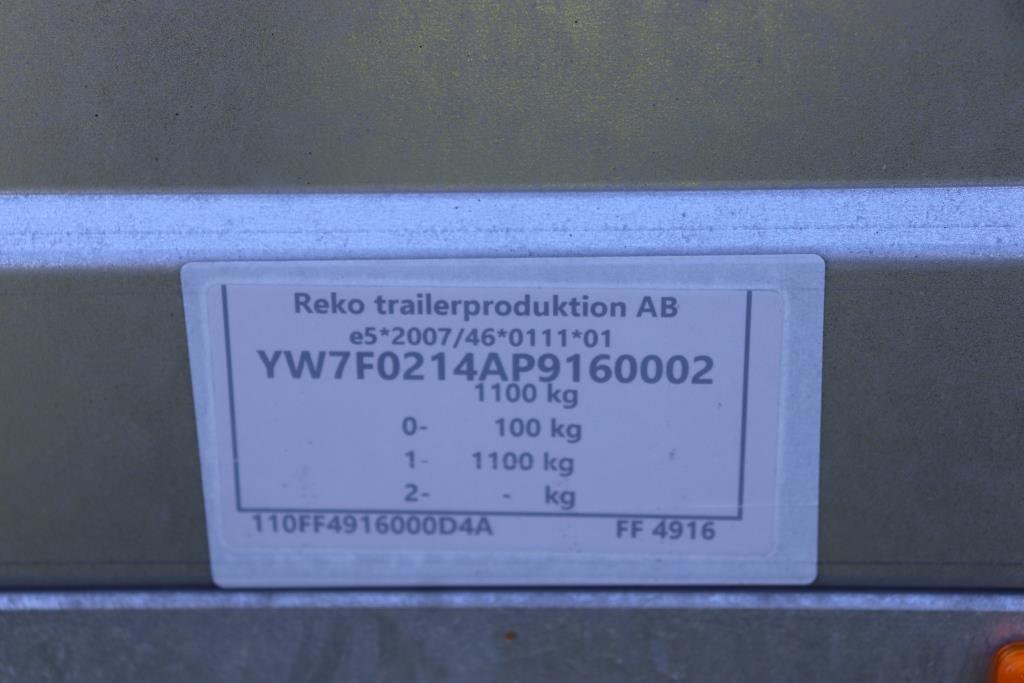 Reko trailerproduktion AB
e5*2007/46*0111*01
YW7F0214AP9160002
1100 kg
0- 100 kg
1- 1100 kg
2- - kg
110FF4916000D4A FF 4916